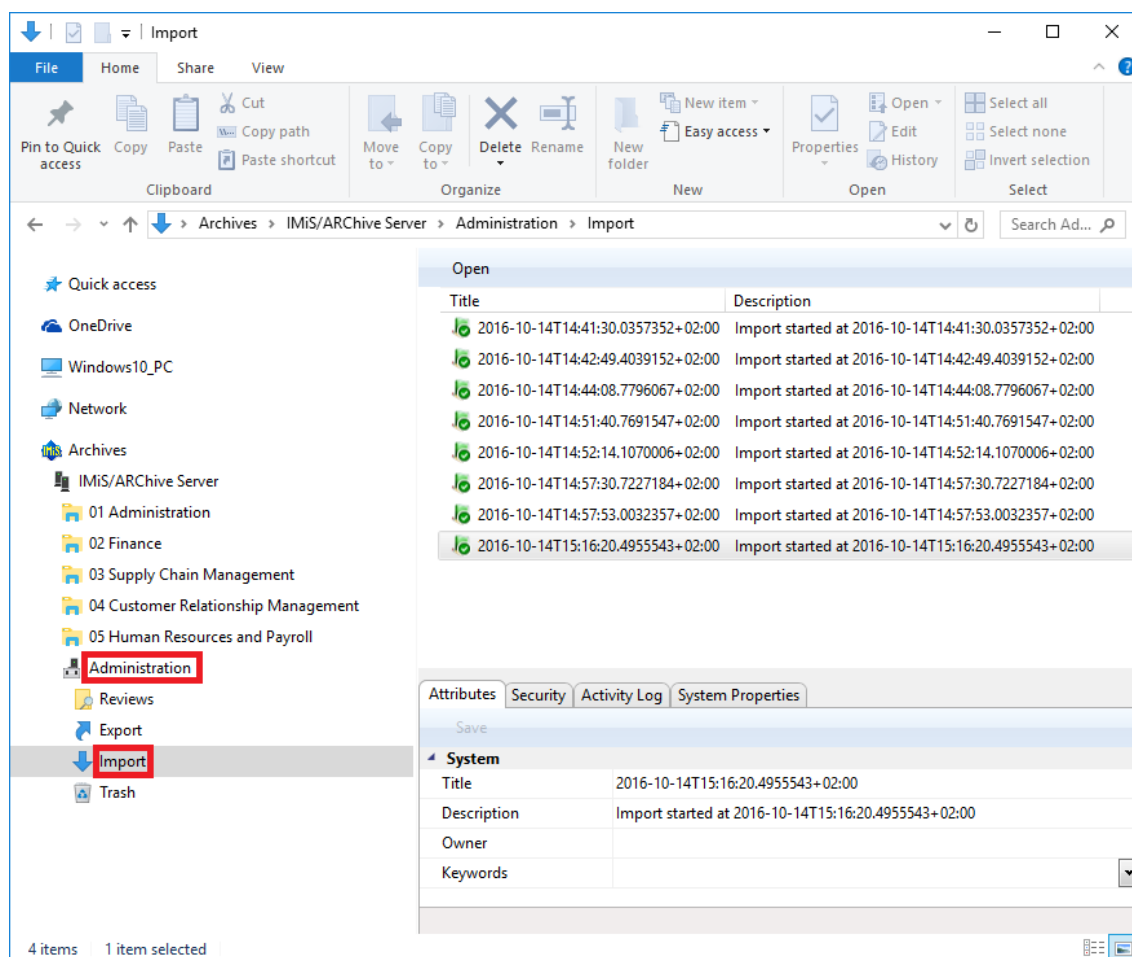 Import
File Home Share View
Pin to Quick access
Copy
Paste
Cut
Copy path
Paste shortcut
Clipboard
Move to
Copy to
Delete
Rename
Organize
New folder
New item
Easy access
New
Properties
Open
Edit
History
Open
Select all
Select none
Invert selection
Select
Archives › IMiS/ARChive Server › Administration › Import
Search Ad...
Quick access
OneDrive
Windows10_PC
Network
Archives
IMiS/ARChive Server
01 Administration
02 Finance
03 Supply Chain Management
04 Customer Relationship Management
05 Human Resources and Payroll
Administration
Reviews
Export
Import
Trash
Open
Title Description
2016-10-14T14:41:30.0357352+02:00 Import started at 2016-10-14T14:41:30.0357352+02:00
2016-10-14T14:42:49.4039152+02:00 Import started at 2016-10-14T14:42:49.4039152+02:00
2016-10-14T14:44:08.7796067+02:00 Import started at 2016-10-14T14:44:08.7796067+02:00
2016-10-14T14:51:40.7691547+02:00 Import started at 2016-10-14T14:51:40.7691547+02:00
2016-10-14T14:52:14.1070006+02:00 Import started at 2016-10-14T14:52:14.1070006+02:00
2016-10-14T14:57:30.7227184+02:00 Import started at 2016-10-14T14:57:30.7227184+02:00
2016-10-14T14:57:53.0032357+02:00 Import started at 2016-10-14T14:57:53.0032357+02:00
2016-10-14T15:16:20.4955543+02:00 Import started at 2016-10-14T15:16:20.4955543+02:00
Attributes Security Activity Log System Properties
Save
System
Title 2016-10-14T15:16:20.4955543+02:00
Description Import started at 2016-10-14T15:16:20.4955543+02:00
Owner
Keywords
4 items 1 item selected